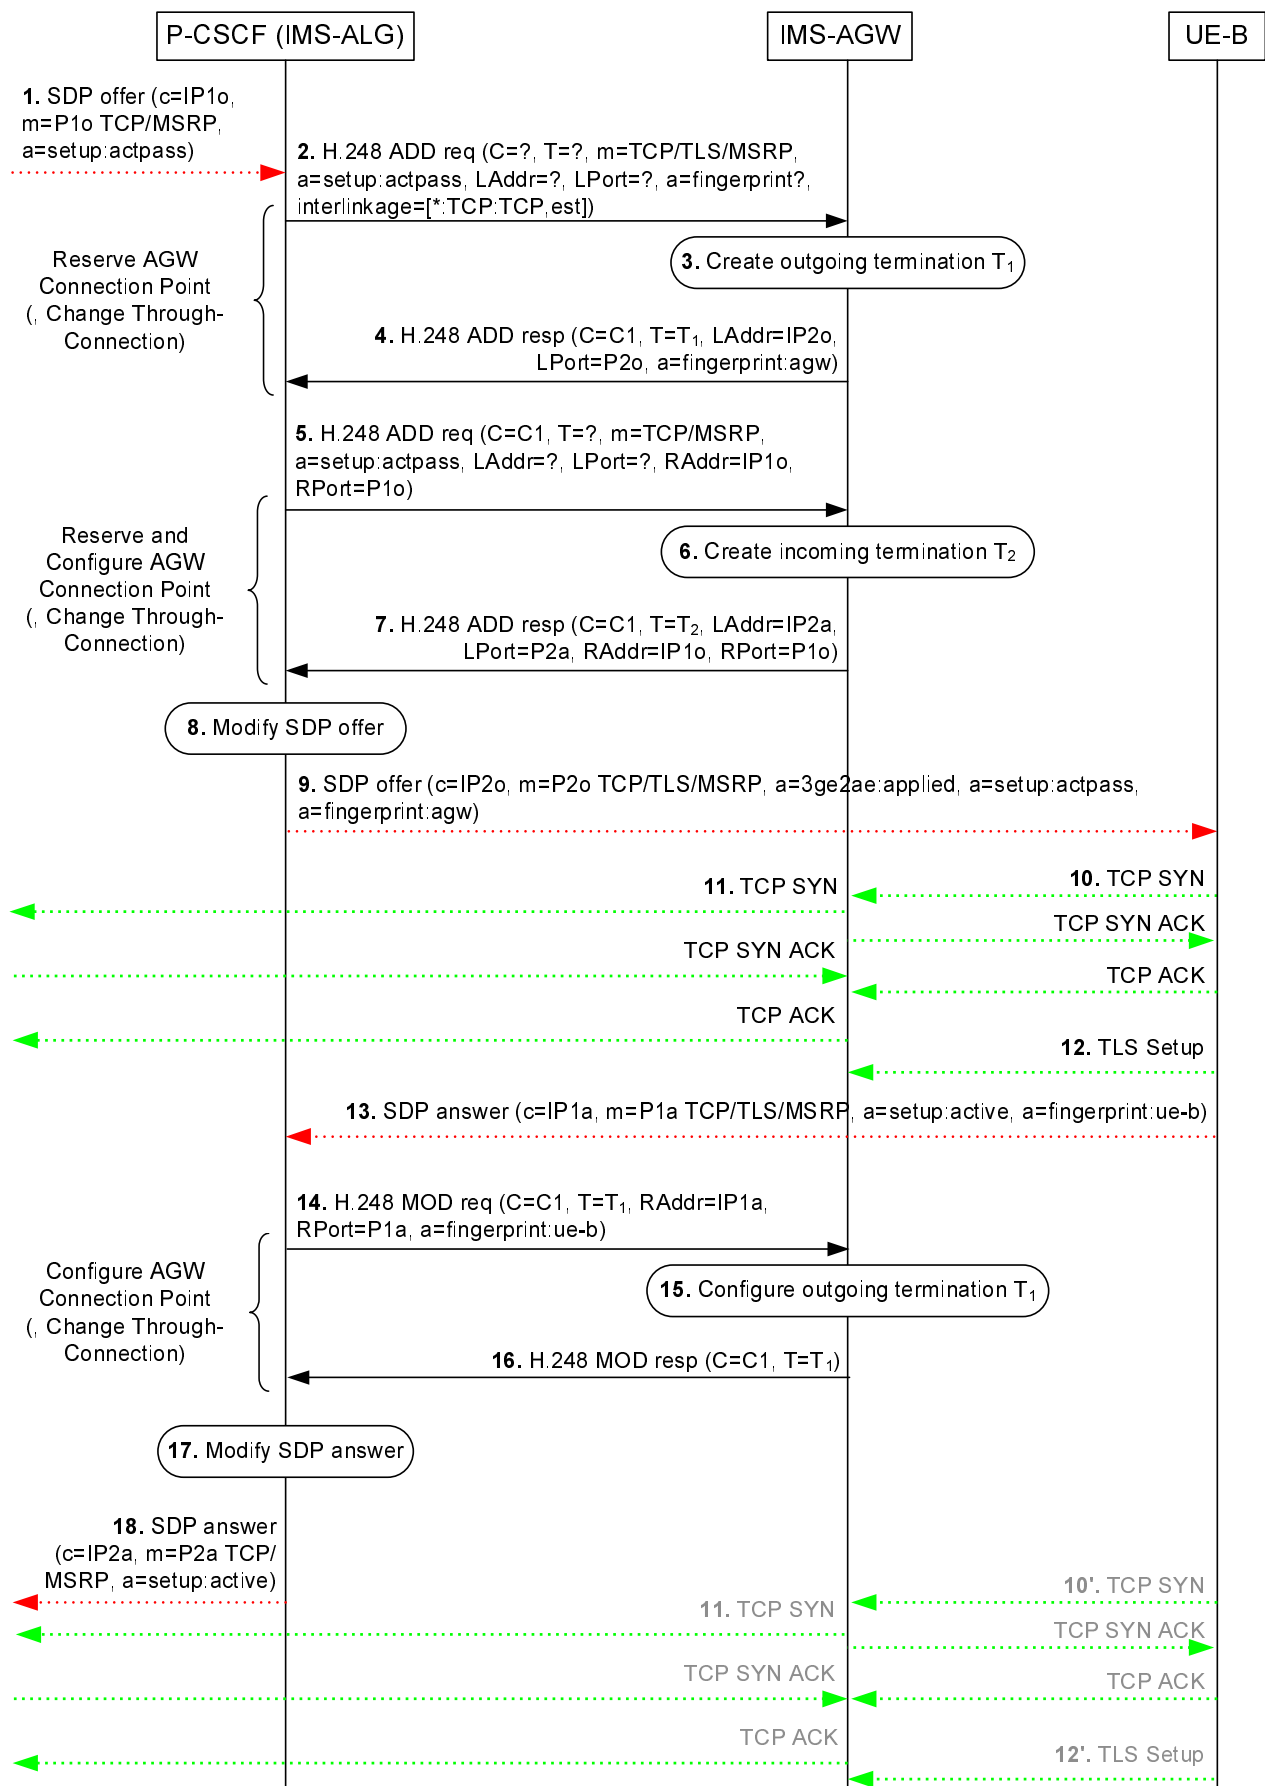 P-CSCF (IMS-ALG)
IMS-AGW
UE-B
1. SDP offer (c=IP1o,
m=P1o TCP/MSRP,
a=setup:actpass)
2. H.248 ADD req (C=?, T=?, m=TCP/TLS/MSRP,
a=setup:actpass, LAddr=?, LPort=?, a=fingerprint?,
interlinkage=[*:TCP:TCP,est])
Reserve AGW
Connection Point
(, Change Through-
Connection)
3. Create outgoing termination T1
4. H.248 ADD resp (C=C1, T=T1, LAddr=IP2o,
LPort=P2o, a=fingerprint:agw)
5. H.248 ADD req (C=C1, T=?, m=TCP/MSRP,
a=setup:actpass, LAddr=?, LPort=?, RAddr=IP1o,
RPort=P1o)
Reserve and
Configure AGW
Connection Point
(, Change Through-
Connection)
6. Create incoming termination T2
7. H.248 ADD resp (C=C1, T=T2, LAddr=IP2a,
LPort=P2a, RAddr=IP1o, RPort=P1o)
8. Modify SDP offer
9. SDP offer (c=IP2o, m=P2o TCP/TLS/MSRP, a=3ge2ae:applied, a=setup:actpass,
a=fingerprint:agw)
10. TCP SYN
11. TCP SYN
TCP SYN ACK
TCP SYN ACK
TCP ACK
TCP ACK
12. TLS Setup
13. SDP answer (c=IP1a, m=P1a TCP/TLS/MSRP, a=setup:active, a=fingerprint:ue-b)
14. H.248 MOD req (C=C1, T=T1, RAddr=IP1a,
RPort=P1a, a=fingerprint:ue-b)
Configure AGW
Connection Point
(, Change Through-
Connection)
15. Configure outgoing termination T1
16. H.248 MOD resp (C=C1, T=T1)
17. Modify SDP answer
18. SDP answer
(c=IP2a, m=P2a TCP/
MSRP, a=setup:active)
10'. TCP SYN
11. TCP SYN
TCP SYN ACK
TCP SYN ACK
TCP ACK
TCP ACK
12'. TLS Setup